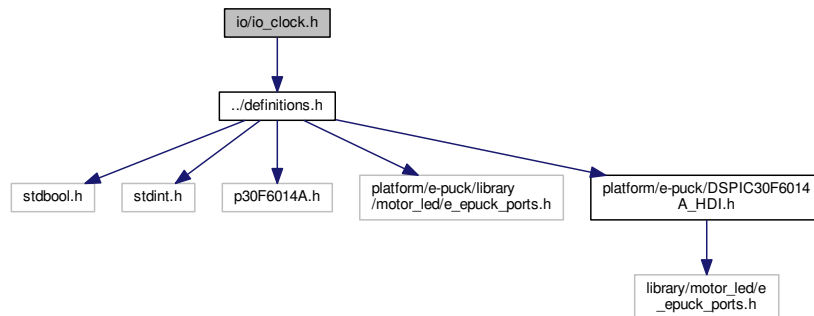 io/io_clock.h
../definitions.h
stdbool.h
stdint.h
p30F6014A.h
platform/e-puck/library
/motor_led/e_epuck_ports.h
platform/e-puck/DSPIC30F6014
A_HDI.h
library/motor_led/e
_epuck_ports.h